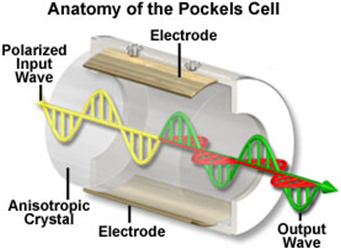 Anatomy of the Pockels Cell
Polarized
Input
Wave
Electrode
Anisotropic
Crystal
Electrode
Output
Wave